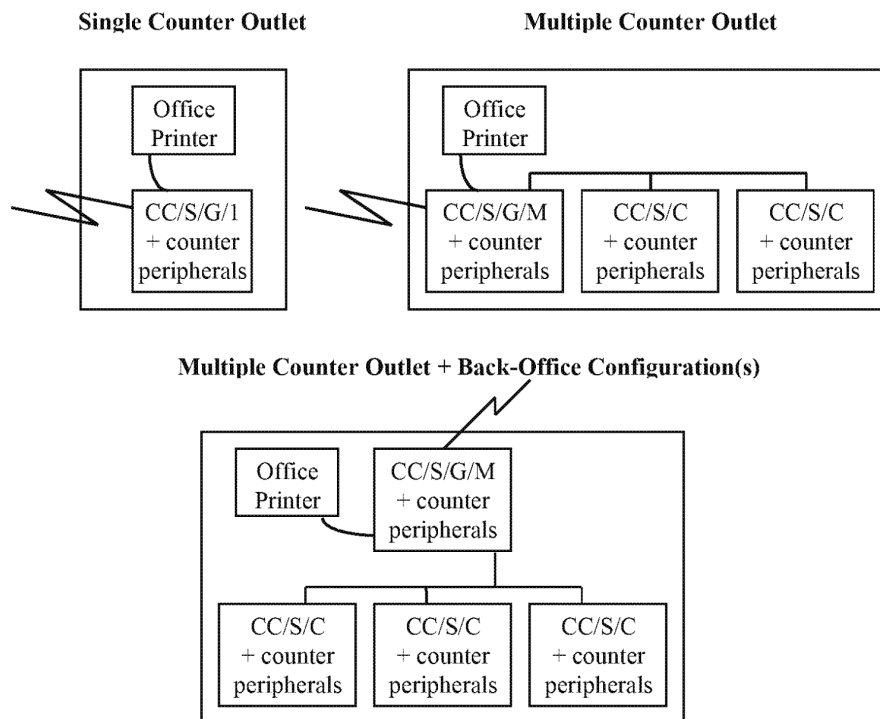 Single Counter Outlet
Multiple Counter Outlet
Office
Printer
CC/S/G/1
+ counter
peripherals
Office
Printer
CC/S/G/M
+ counter
peripherals
CC/S/C
+ counter
peripherals
CC/S/C
+ counter
peripherals
Multiple Counter Outlet + Back-Office Configuration(s)
Office
Printer
CC/S/G/M
+ counter
peripherals
CC/S/C
+ counter
peripherals
CC/S/C
+ counter
peripherals
CC/S/C
+ counter
peripherals